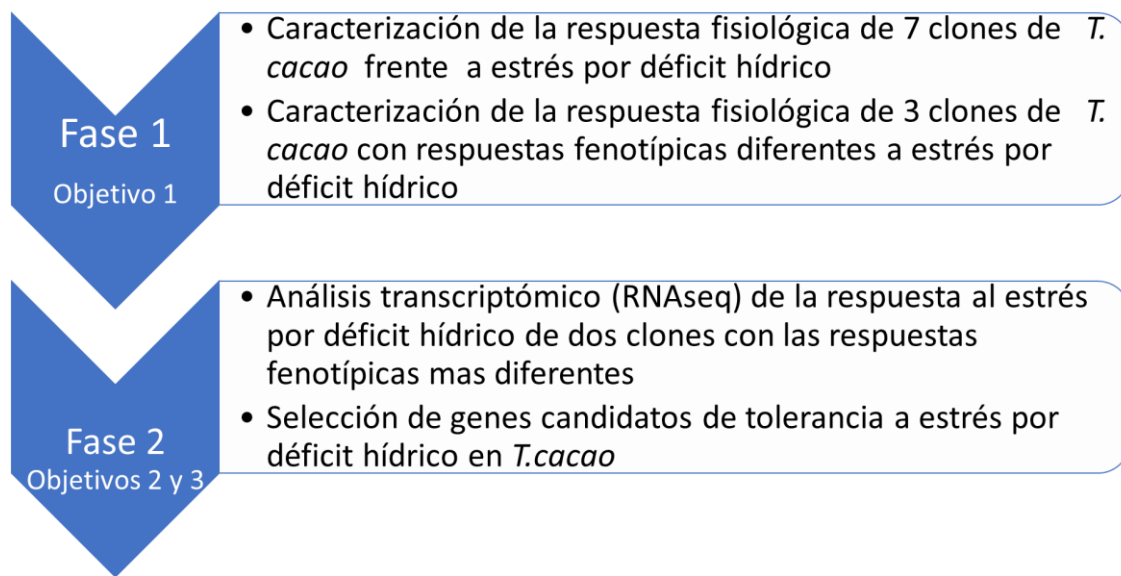 Fase 1
Objetivo 1
• Caracterización de la respuesta fisiológica de 7 clones de T.
cacao frente a estrés por déficit hídrico
• Caracterización de la respuesta fisiológica de 3 clones de T.
cacao con respuestas fenotípicas diferentes a estrés por
déficit hídrico
Fase 2
Objetivos 2 y 3
• Análisis transcriptómico (RNAseq) de la respuesta al estrés
por déficit hídrico de dos clones con las respuestas
fenotípicas mas diferentes
• Selección de genes candidatos de tolerancia a estrés por
déficit hídrico en T.cacao